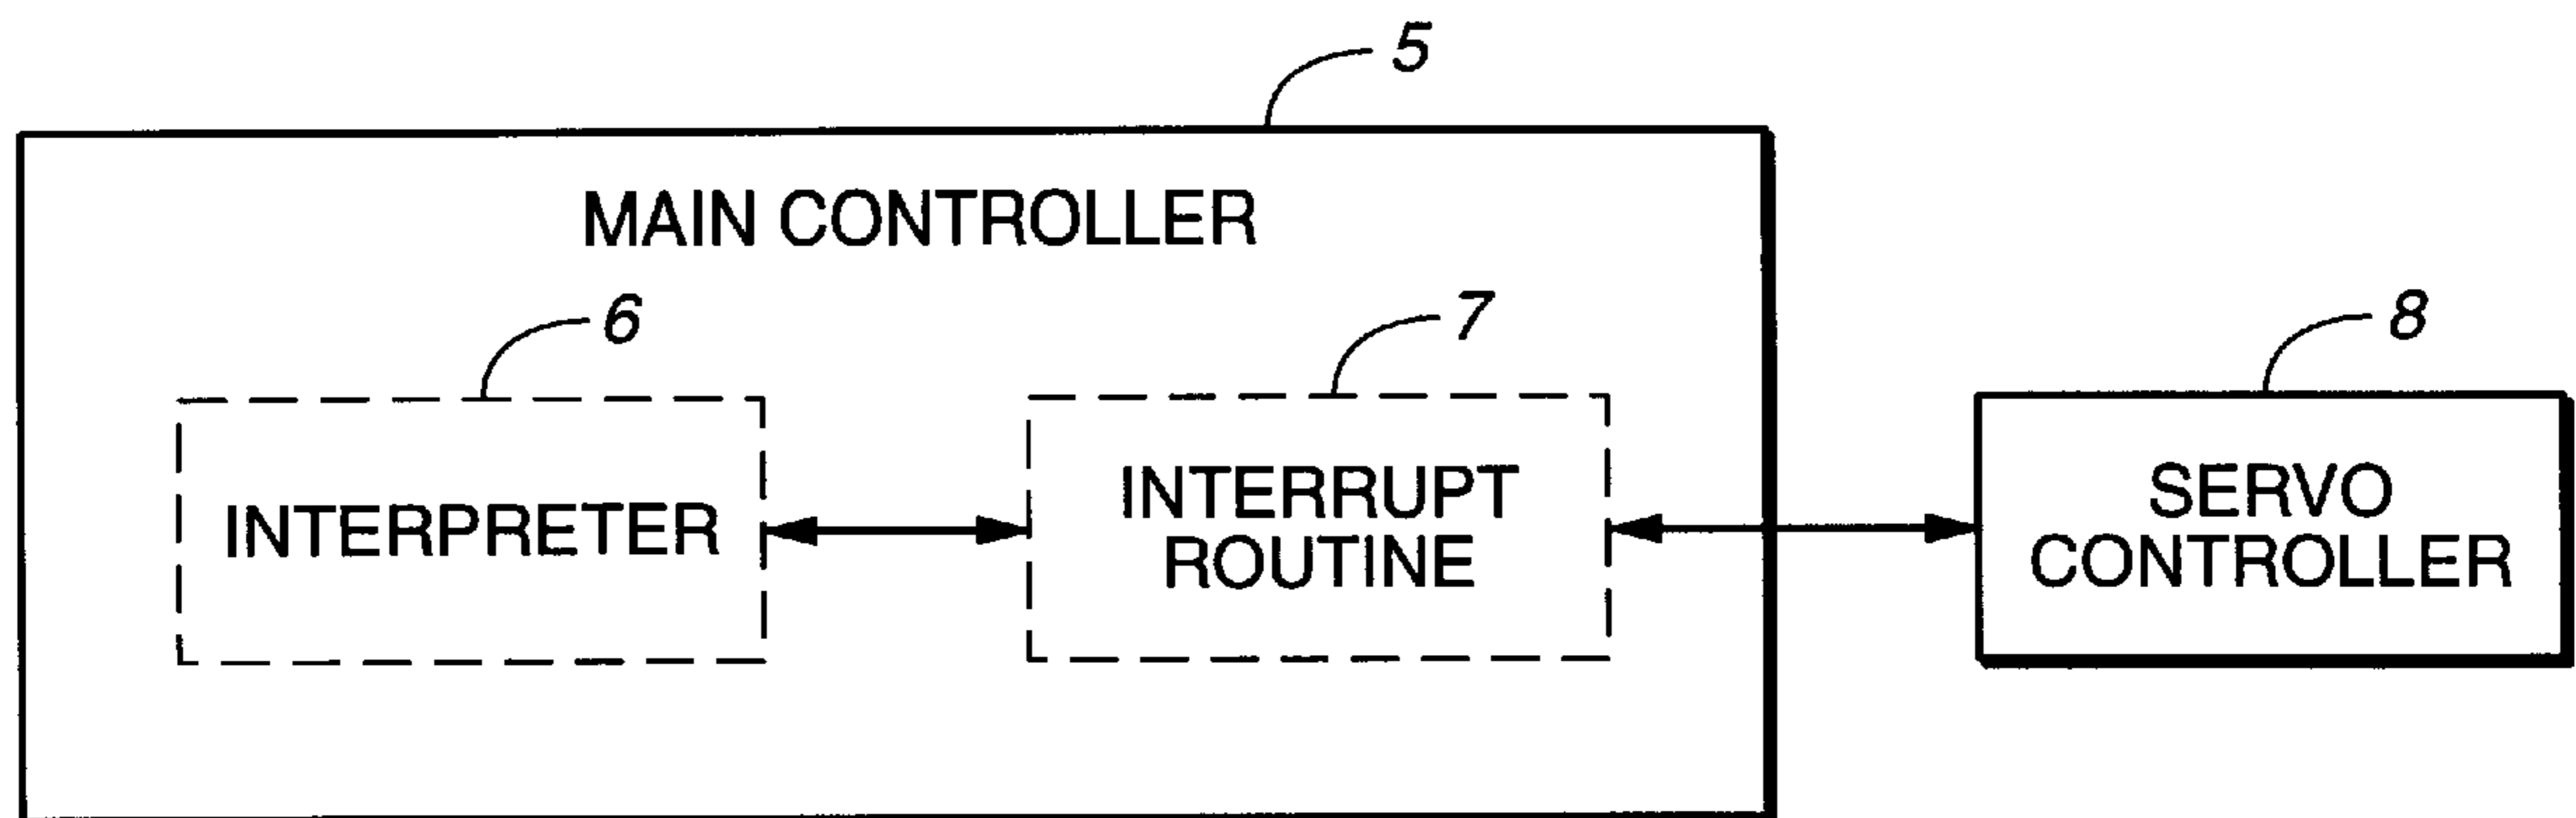 5
MAIN CONTROLLER
6
7
8
INTERPRETER
INTERRUPT
ROUTINE
SERVO
CONTROLLER